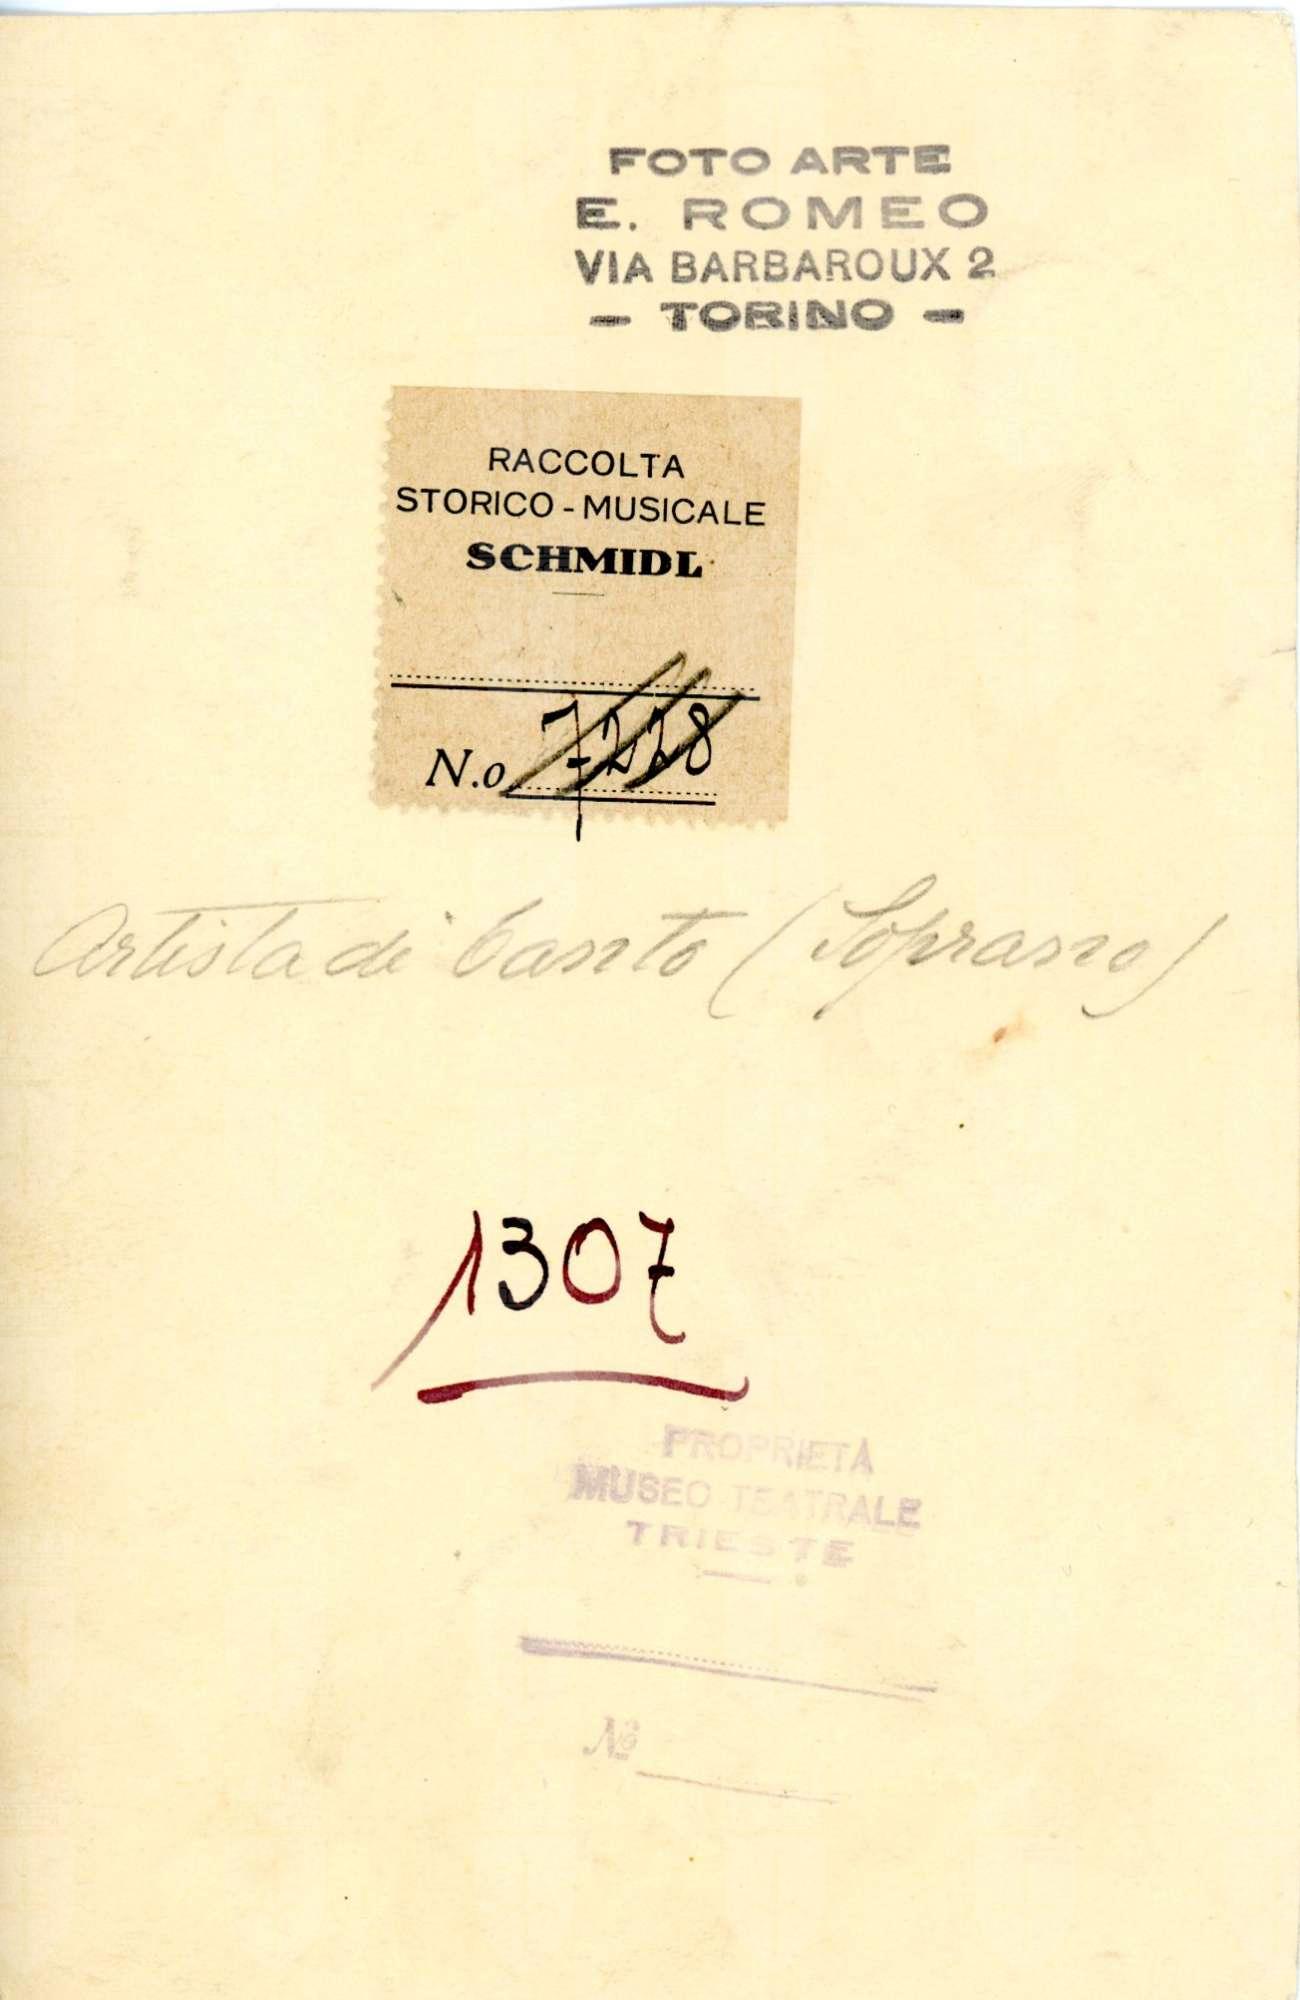 FOTO ARTE
E. ROMEO
VIA BARBAROUX 2
- TORINO -
RACCOLTA
STORICO - MUSICALE
SCHMIDL
N.o 7228
Artista di Canto (Soprano)
1307
PROPRIETÀ
MUSEO TEATRALE
TRIESTE
No